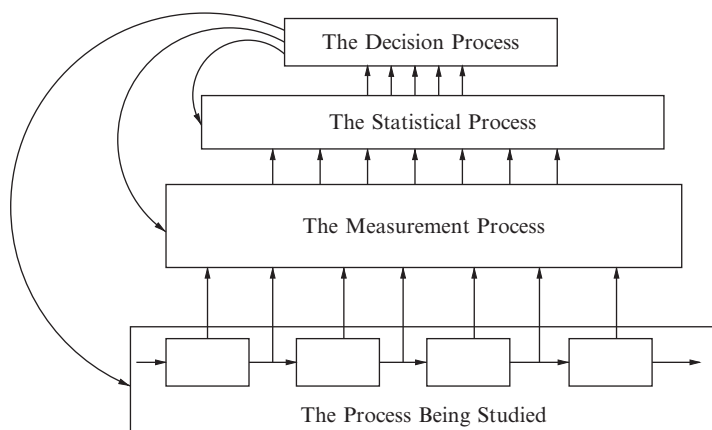 The Decision Process
The Statistical Process
The Measurement Process
The Process Being Studied